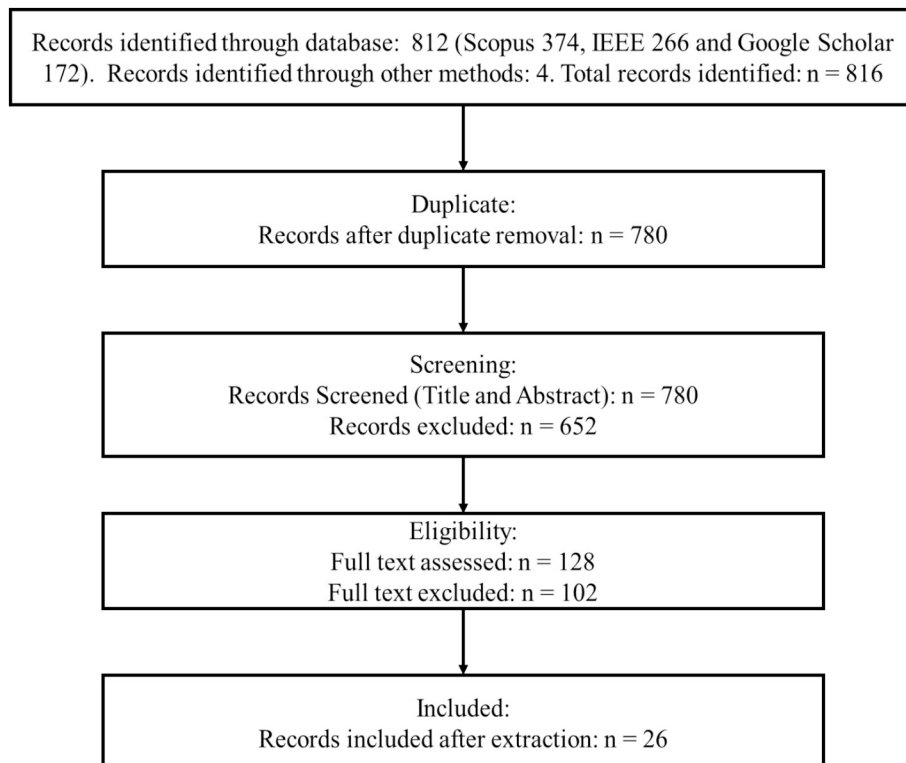 Records identified through database: 812 (Scopus 374, IEEE 266 and Google Scholar
172). Records identified through other methods: 4. Total records identified: n = 816
Duplicate:
Records after duplicate removal: n = 780
Screening:
Records Screened (Title and Abstract): n = 780
Records excluded: n = 652
Eligibility:
Full text assessed: n = 128
Full text excluded: n = 102
Included:
Records included after extraction: n = 26